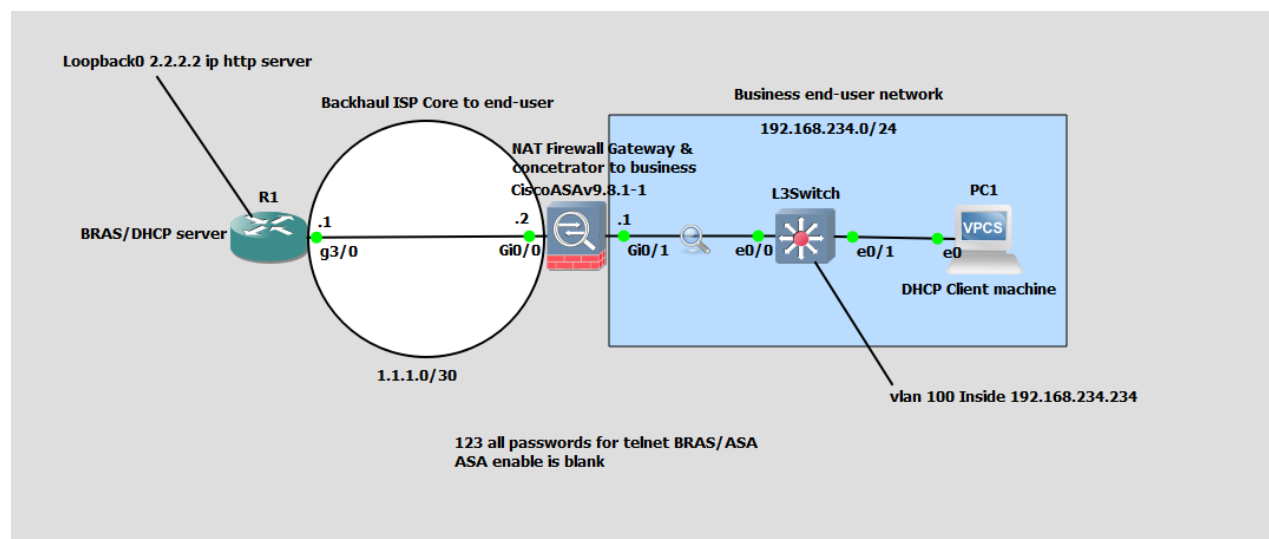 Loopback0 2.2.2.2 ip http server
Backhaul ISP Core to end-user
Business end-user network
192.168.234.0/24
NAT Firewall Gateway &
concetrator to business
CiscoASAv9.8.1-1
R1
L3Switch
PC1
BRAS/DHCP server
.1
g3/0
.2
Gi0/0
.1
Gi0/1
e0/0
e0/1
e0
VPCS
DHCP Client machine
1.1.1.0/30
vlan 100 Inside 192.168.234.234
123 all passwords for telnet BRAS/ASA
ASA enable is blank